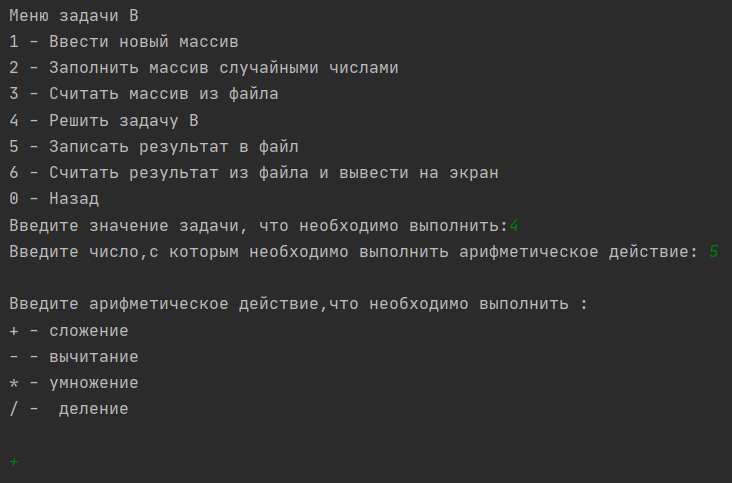 Меню задачи В
1 - Ввести новый массив
2 - Заполнить массив случайными числами
3 - Считать массив из файла
4 - Решить задачу В
5 - Записать результат в файл
6 - Считать результат из файла и вывести на экран
0 - Назад
Введите значение задачи, что необходимо выполнить:4
Введите число,с которым необходимо выполнить арифметическое действие: 5
Введите арифметическое действие,что необходимо выполнить :
+ - сложение
- - вычитание
* - умножение
/ -  деление
+